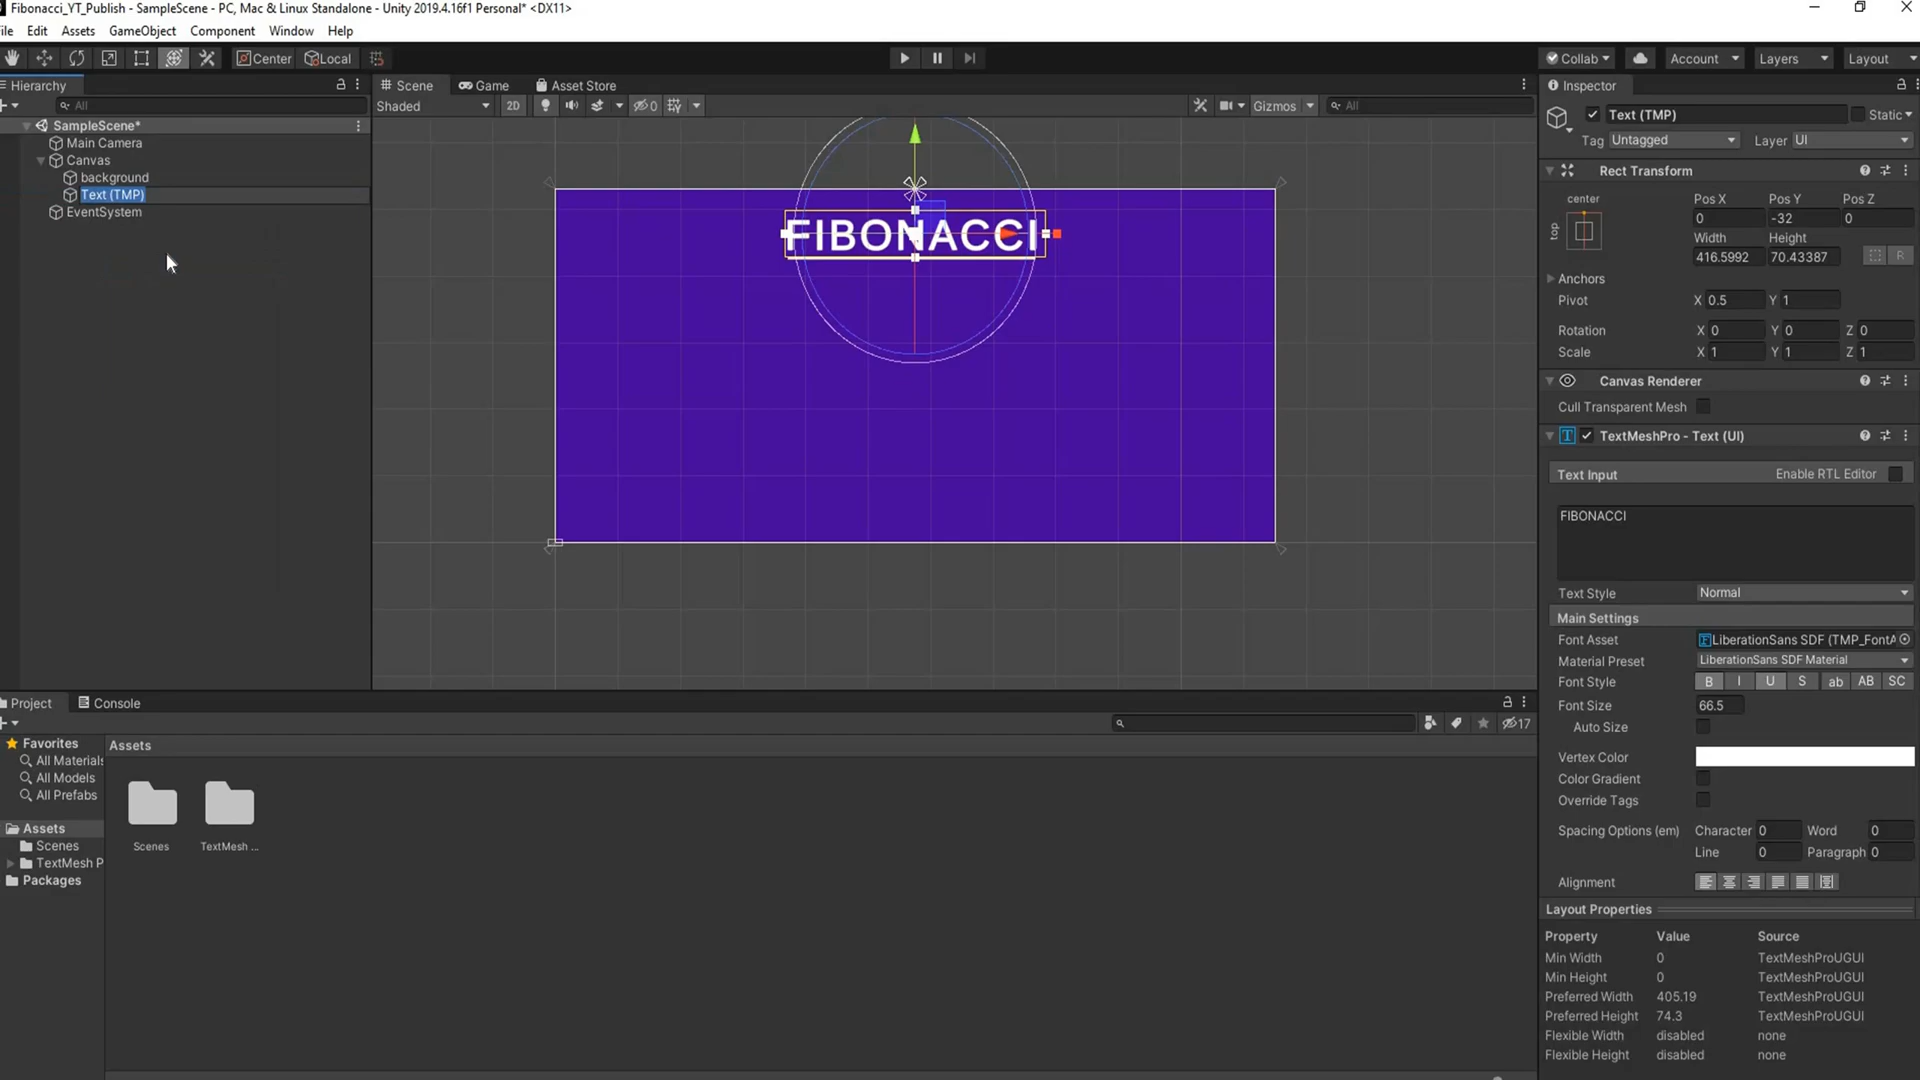 Fibonacci_YT_Publish - SampleScene - PC, Mac & Linux Standalone - Unity 2019.4.16f1 Personal* <DX11>
ile Edit Assets GameObject Component Window Help
Center Local Collab Account Layers Layout
Hierarchy
All
SampleScene*
Main Camera
Canvas
background
Text (TMP)
EventSystem
Scene Game Asset Store
Shaded 2D 0 Gizmos All
FIBONACCI
Inspector
Text (TMP) Static
Tag Untagged Layer UI
Rect Transform
center Pos X Pos Y Pos Z
top 0 -32 0
Width Height
416.5992 70.43387 R
Anchors
Pivot X 0.5 Y 1
Rotation X 0 Y 0 Z 0
Scale X 1 Y 1 Z 1
Canvas Renderer
Cull Transparent Mesh
TextMeshPro - Text (UI)
Text Input Enable RTL Editor
FIBONACCI
Text Style Normal
Main Settings
Font Asset LiberationSans SDF (TMP_FontA
Material Preset LiberationSans SDF Material
Font Style B I U S ab AB SC
Font Size 66.5
Auto Size
Vertex Color
Color Gradient
Override Tags
Spacing Options (em) Character 0 Word 0
Line 0 Paragraph 0
Alignment
Layout Properties
Property Value Source
Min Width 0 TextMeshProUGUI
Min Height 0 TextMeshProUGUI
Preferred Width 405.19 TextMeshProUGUI
Preferred Height 74.3 TextMeshProUGUI
Flexible Width disabled none
Flexible Height disabled none
Project Console
17
Favorites
All Materials
All Models
All Prefabs
Assets
Scenes
TextMesh P
Packages
Assets
Scenes TextMesh ...